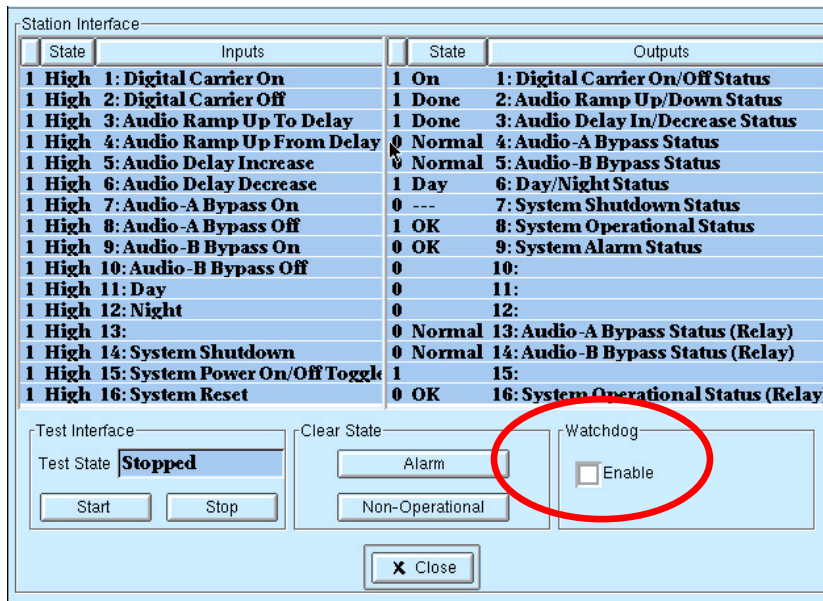 Station Interface
State Inputs State Outputs
1 High 1: Digital Carrier On 1 On 1: Digital Carrier On/Off Status
1 High 2: Digital Carrier Off 1 Done 2: Audio Ramp Up/Down Status
1 High 3: Audio Ramp Up To Delay 1 Done 3: Audio Delay In/Decrease Status
1 High 4: Audio Ramp Up From Delay 0 Normal 4: Audio-A Bypass Status
1 High 5: Audio Delay Increase 0 Normal 5: Audio-B Bypass Status
1 High 6: Audio Delay Decrease 1 Day 6: Day/Night Status
1 High 7: Audio-A Bypass On 0 --- 7: System Shutdown Status
1 High 8: Audio-A Bypass Off 1 OK 8: System Operational Status
1 High 9: Audio-B Bypass On 0 OK 9: System Alarm Status
1 High 10: Audio-B Bypass Off 0 10:
1 High 11: Day 0 11:
1 High 12: Night 0 12:
1 High 13: 0 Normal 13: Audio-A Bypass Status (Relay)
1 High 14: System Shutdown 0 Normal 14: Audio-B Bypass Status (Relay)
1 High 15: System Power On/Off Toggle 1 15:
1 High 16: System Reset 0 OK 16: System Operational Status (Relay)
Test Interface Clear State Watchdog
Test State Stopped Alarm Enable
Start Stop Non-Operational
X Close